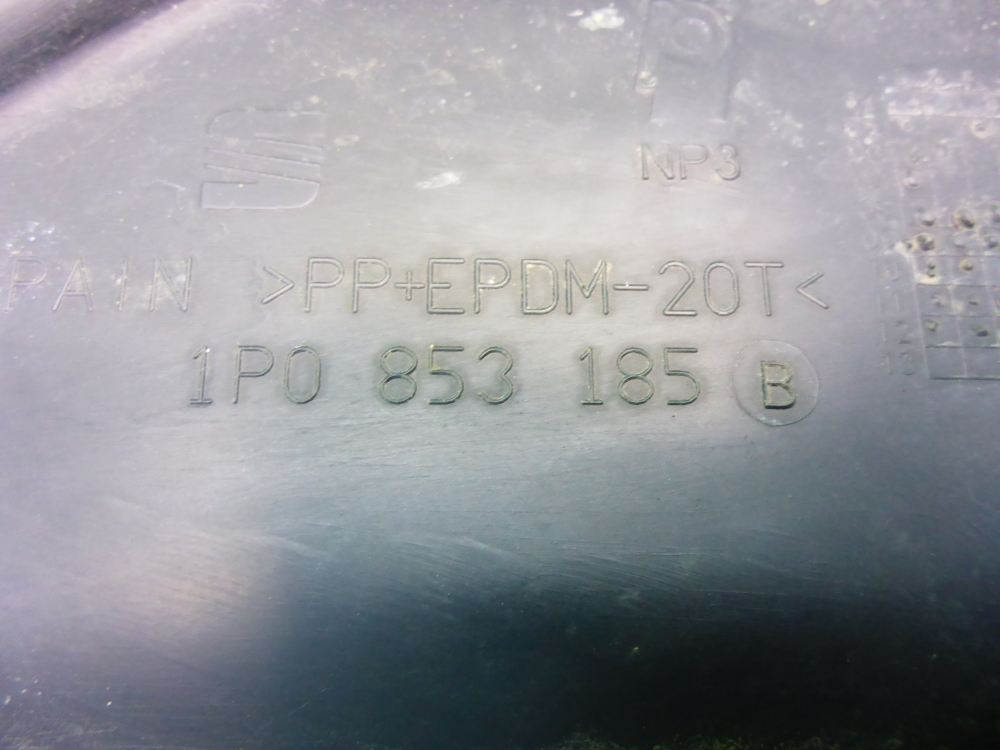 NP3
PAIN >PP+EPDM-20T<
1P0 853 185 B